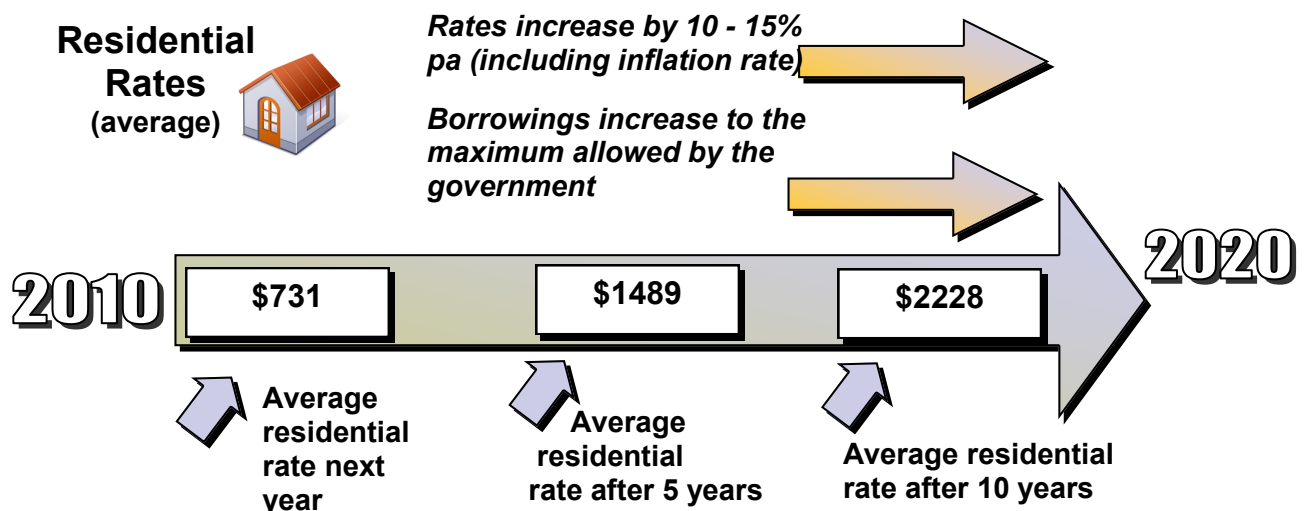 Residential
Rates
(average)
Rates increase by 10 - 15%
pa (including inflation rate)
Borrowings increase to the
maximum allowed by the
government
2010
$731
$1489
$2228
2020
Average
residential
rate next
year
Average
residential
rate after 5 years
Average residential
rate after 10 years